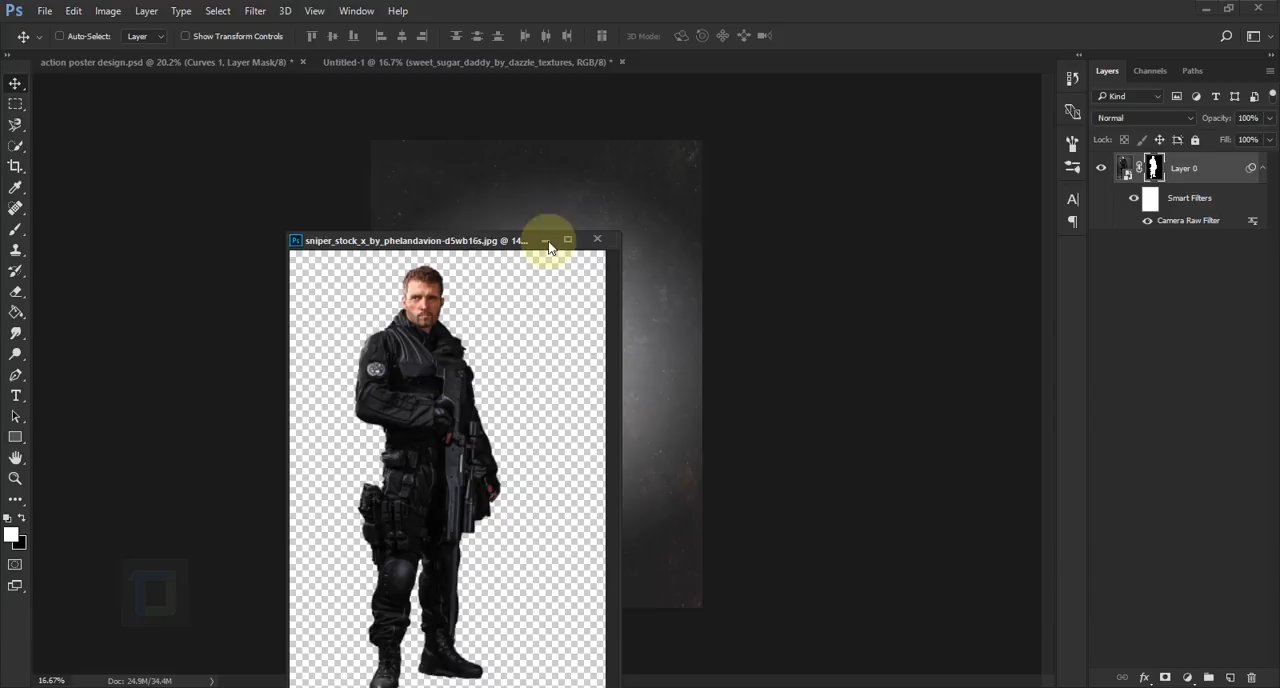 Ps File Edit Image Layer Type Select Filter 3D View Window Help
Auto-Select: Layer Show Transform Controls 3D Mode:
action poster design.psd @ 20.2% (Curves 1, Layer Mask/8) * × Untitled-1 @ 16.7% (sweet_sugar_daddy_by_dazzle_textures, RGB/8) * ×
Layers Channels Paths
Kind
Normal Opacity: 100%
Lock: Fill: 100%
Layer 0
Smart Filters
Camera Raw Filter
Ps sniper_stock_x_by_phelandavion-d5wb16s.jpg @ 14...
16.67% Doc: 24.9M/34.4M